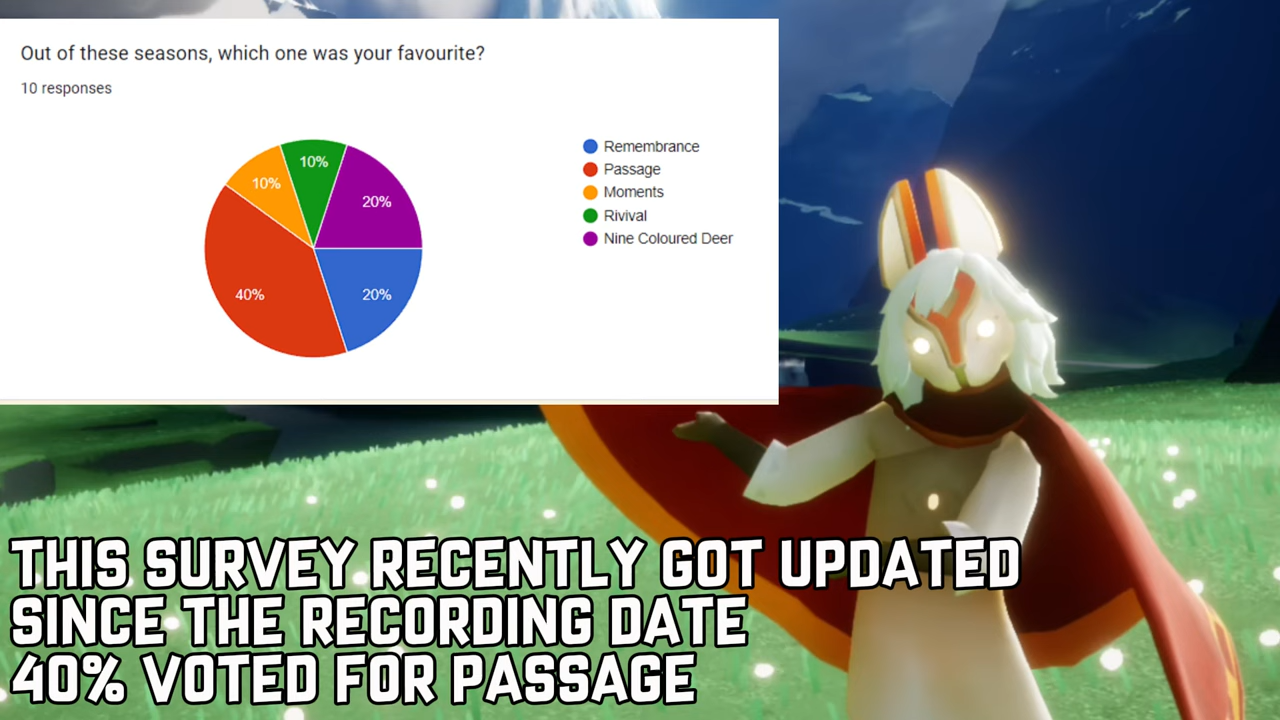 Out of these seasons, which one was your favourite?
10 responses
10%
10%
20%
40%
20%
Remembrance
Passage
Moments
Rivival
Nine Coloured Deer
THIS SURVEY RECENTLY GOT UPDATED
SINCE THE RECORDING DATE
40% VOTED FOR PASSAGE